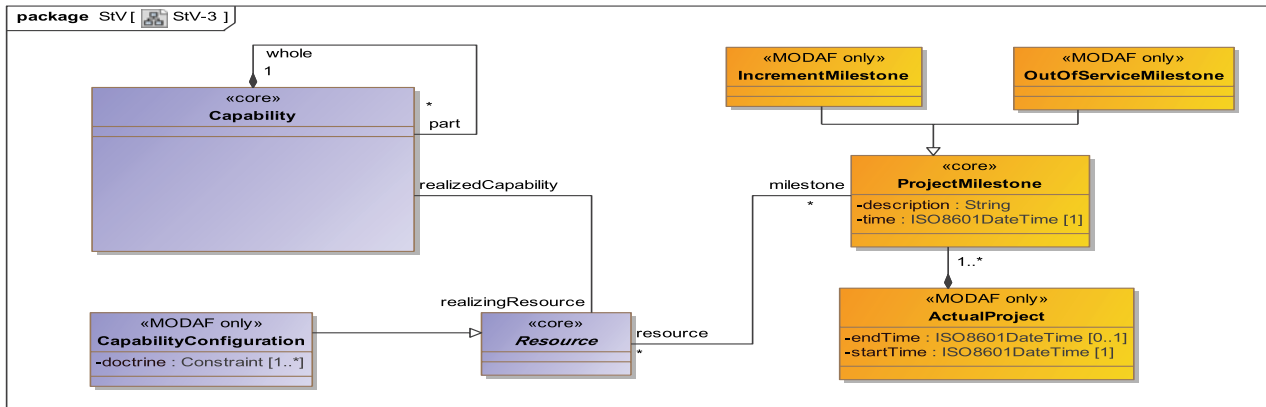 package StV [ StV-3 ]
whole
1
«core»
Capability
*
part
realizedCapability
realizingResource
«MODAF only»
CapabilityConfiguration
-doctrine : Constraint [1..*]
«core»
Resource
resource
*
«MODAF only»
IncrementMilestone
«MODAF only»
OutOfServiceMilestone
milestone
*
«core»
ProjectMilestone
-description : String
-time : ISO8601DateTime [1]
1..*
«MODAF only»
ActualProject
-endTime : ISO8601DateTime [0..1]
-startTime : ISO8601DateTime [1]